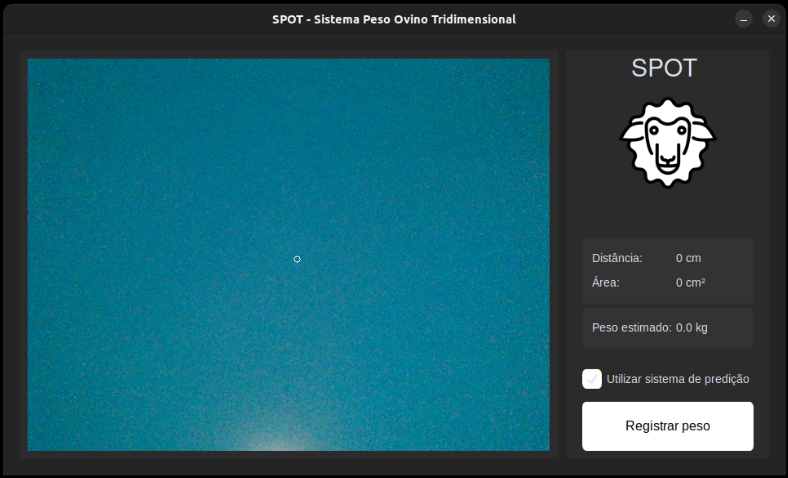 SPOT - Sistema Peso Ovino Tridimensional
SPOT
Distância: 0 cm
Área: 0 cm²
Peso estimado: 0.0 kg
Utilizar sistema de predição
Registrar peso